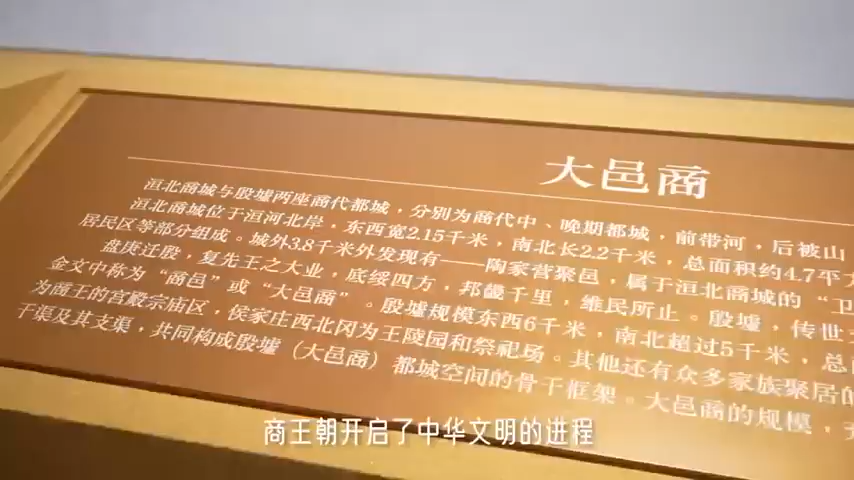 大邑商
洹北商城与殷墟两座商代都城，分别为商代中、晚期都城，前带河，后被山
洹北商城位于洹河北岸，东西宽2.15千米，南北长2.2千米，总面积约4.7平方
居民区等部分组成。城外3.8千米外发现有——陶家营聚邑，属于洹北商城的“卫
盘庚迁殷，复先王之大业，底绥四方，邦畿千里，维民所止。殷墟，传世
金文中称为“商邑”或“大邑商”。殷墟规模东西6千米，南北超过5千米，总
为商王的宫殿宗庙区，侯家庄西北冈为王陵园和祭祀场。其他还有众多家族聚居的
干渠及其支渠，共同构成殷墟（大邑商）都城空间的骨干框架。大邑商的规模，
商王朝开启了中华文明的进程